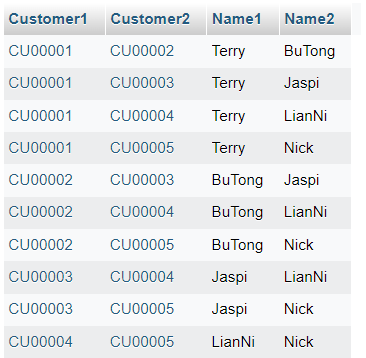 Customer1 Customer2 Name1 Name2
CU00001 CU00002 Terry BuTong
CU00001 CU00003 Terry Jaspi
CU00001 CU00004 Terry LianNi
CU00001 CU00005 Terry Nick
CU00002 CU00003 BuTong Jaspi
CU00002 CU00004 BuTong LianNi
CU00002 CU00005 BuTong Nick
CU00003 CU00004 Jaspi LianNi
CU00003 CU00005 Jaspi Nick
CU00004 CU00005 LianNi Nick